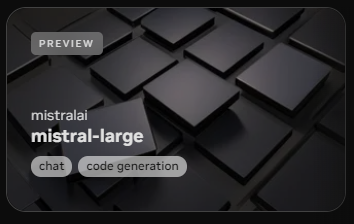 PREVIEW
mistralai
mistral-large
chat code generation